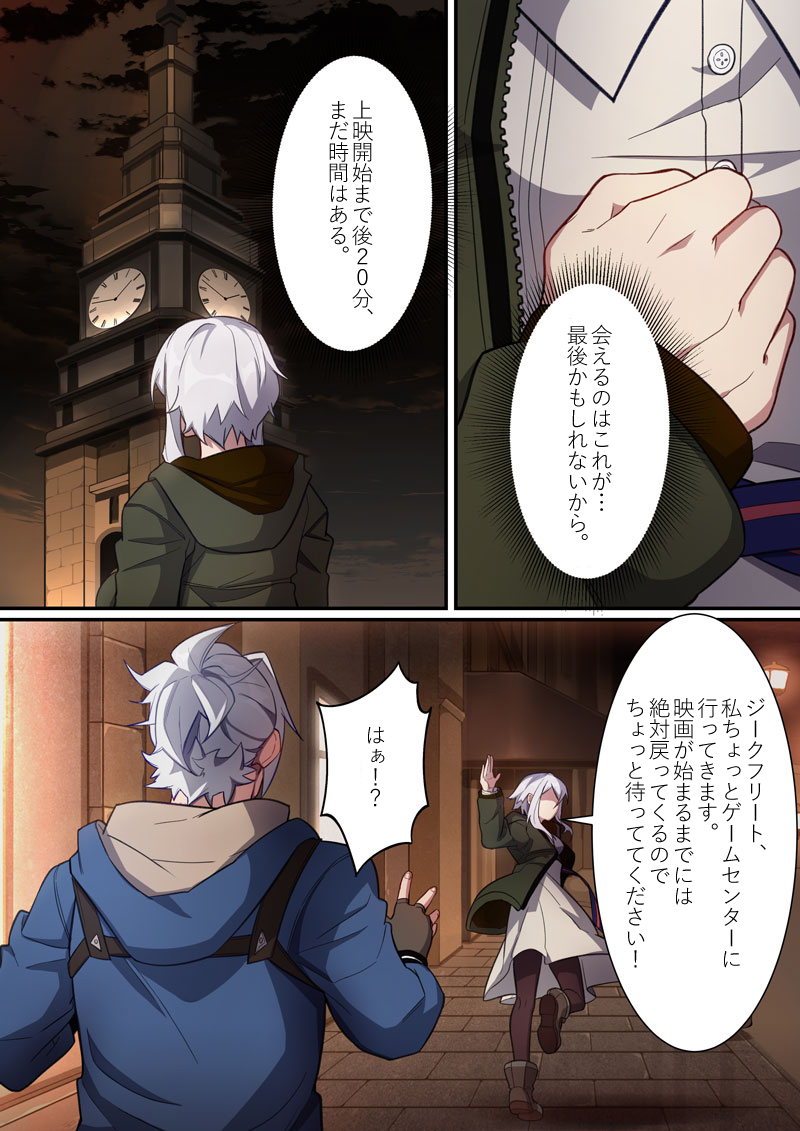 会えるのはこれが…
最後かもしれないから。
上映開始まで後20分、
まだ時間はある。
ジークフリート、
私ちょっとゲームセンターに
行ってきます。
映画が始まるまでには
絶対戻ってくるので
ちょっと待っててください！
はぁ！？